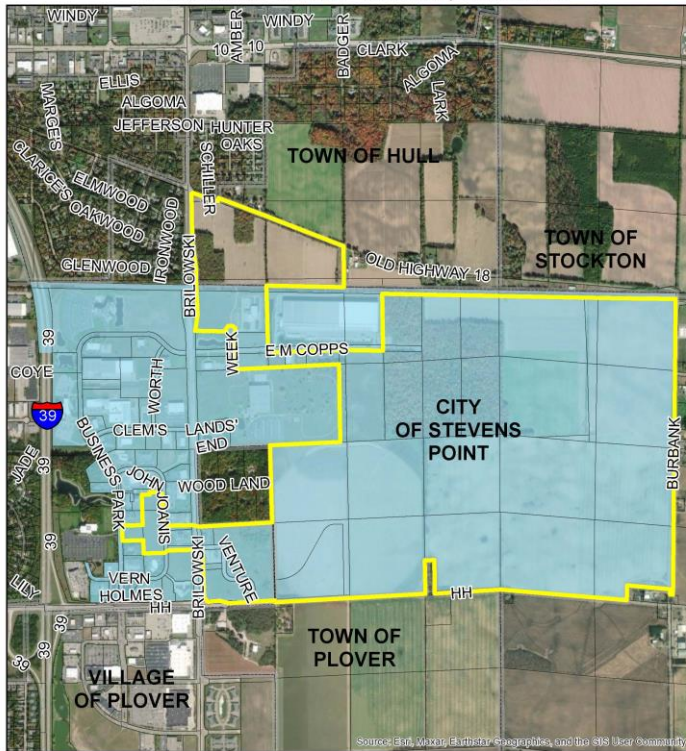 WINDY
WINDY
AMBER
10
10
BADGER
CLARK
ELLIS
ALGOMA
ALGOMA
LARK
MARGES
JEFFERSON
HUNTER
OAKS
CLARICE'S
ELMWOOD
OAKWOOD
IRONWOOD
SCHILLER
TOWN OF HULL
GLENWOOD
BRILOWSKI
OLD HIGHWAY 18
TOWN OF
STOCKTON
39
WEEK
E M COPPS
COYE
WORTH
39
CLEM'S
LANDS'
END
CITY
OF STEVENS
POINT
BURBANK
JADE
39
BUSINESS PARK
JOHN
JOANIS
WOOD LAND
39
39
LILY
VERN
HOLMES
HH
BRILOWSKI
VENTURE
HH
39
39
TOWN OF
PLOVER
VILLAGE
OF PLOVER
Source: Esri, Maxar, Earthstar Geographics, and the GIS User Community